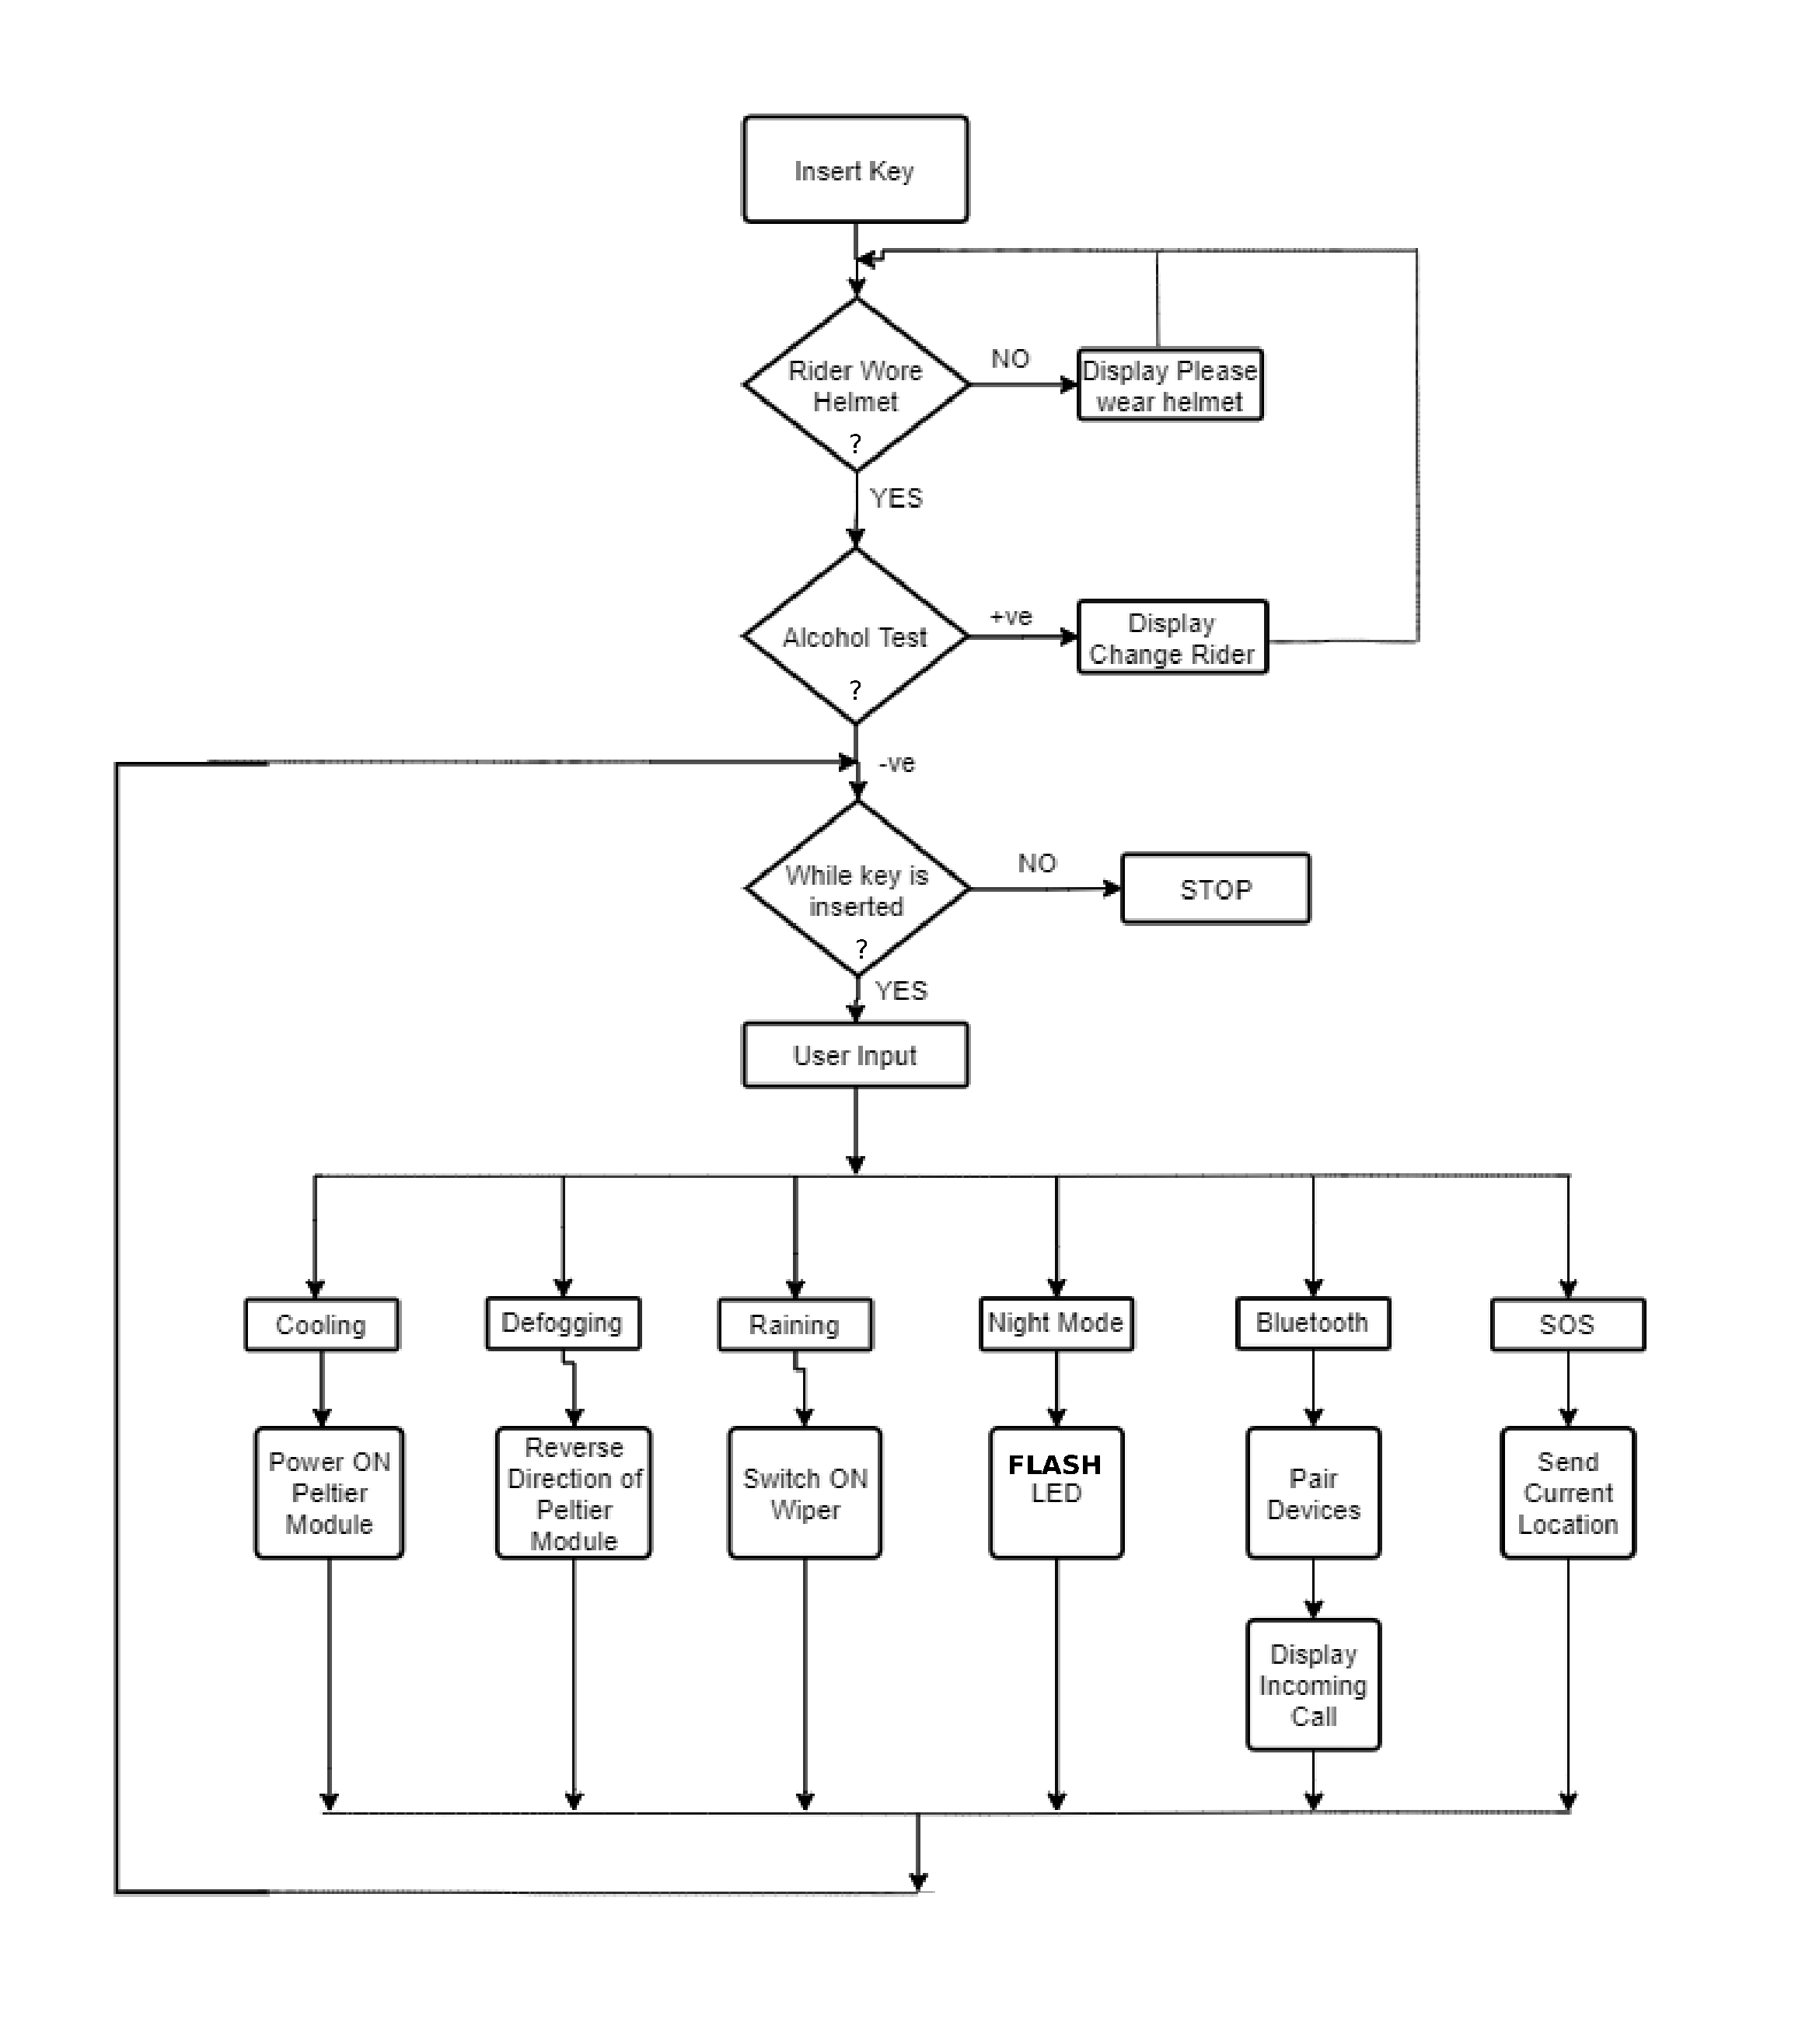 Insert Key
Rider Wore
Helmet
?
NO
Display Please
wear helmet
YES
Alcohol Test
?
+ve
Display
Change Rider
-ve
While key is
inserted
?
NO
STOP
YES
User Input
Cooling
Defogging
Raining
Night Mode
Bluetooth
SOS
Power ON
Peltier
Module
Reverse
Direction of
Peltier
Module
Switch ON
Wiper
FLASH
LED
Pair
Devices
Send
Current
Location
Display
Incoming
Call